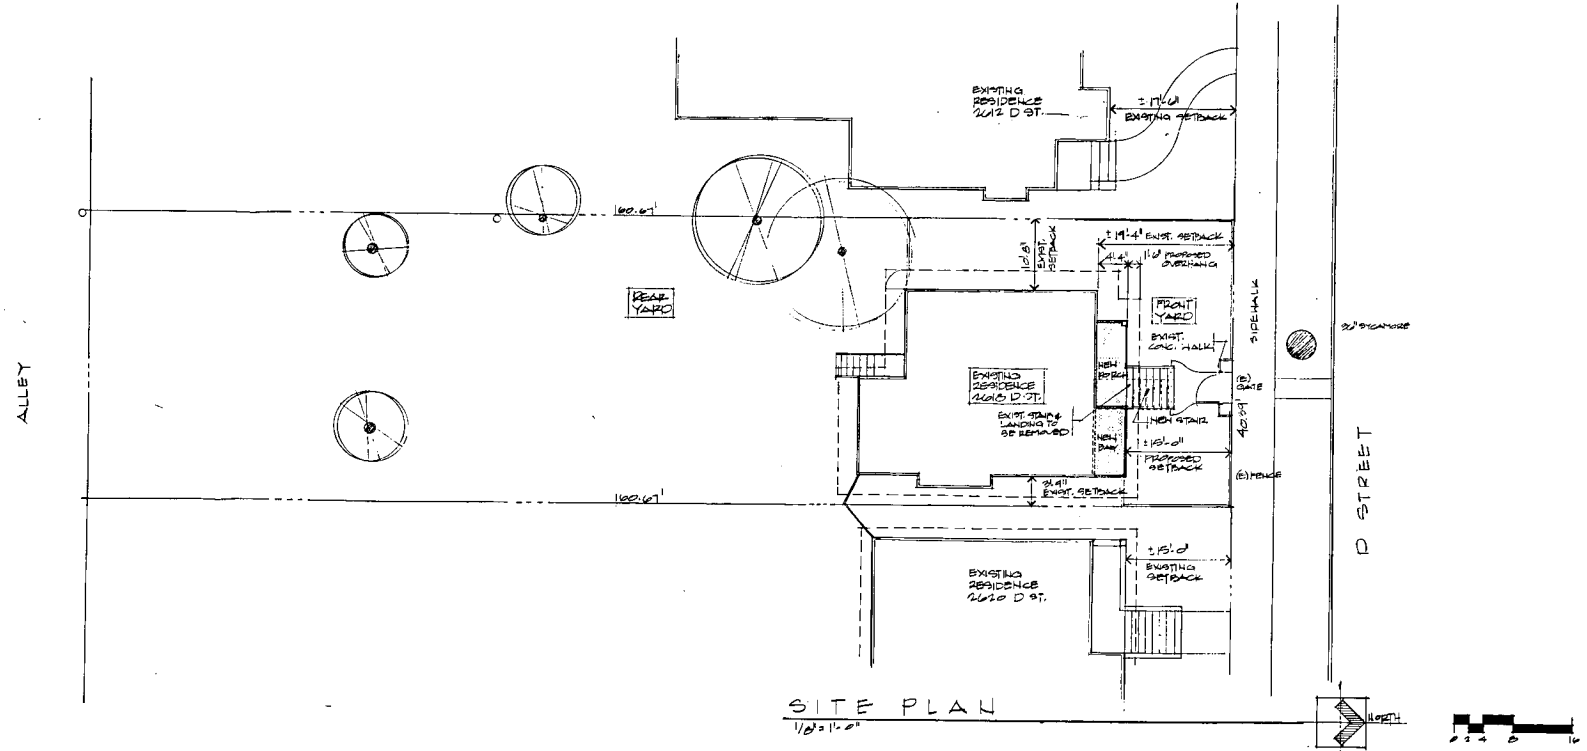 EXISTING
RESIDENCE
2612 D ST.
±17'-6"
EXISTING SETBACK
160.67'
±19'-4" EXIST. SETBACK
4'-4"
1'-6" PROPOSED
OVERHANG
10'-8"
EXIST.
SETBACK
REAR
YARD
FRONT
YARD
SIDEWALK
EXIST.
CONC. WALK
36" SYCAMORE
ALLEY
EXISTING
RESIDENCE
2618 D ST.
NEW
PORCH
(E)
GATE
EXIST. STAIR &
LANDING TO
BE REMOVED
NEW STAIR
NEW
BAY
±15'-0"
PROPOSED
SETBACK
40.59'
(E) FENCE
3'-9"
EXIST. SETBACK
160.67'
D STREET
±15'-0"
EXISTING
SETBACK
EXISTING
RESIDENCE
2620 D ST.
SITE PLAN
1/8" = 1'-0"
NORTH
0 2 4 8 16